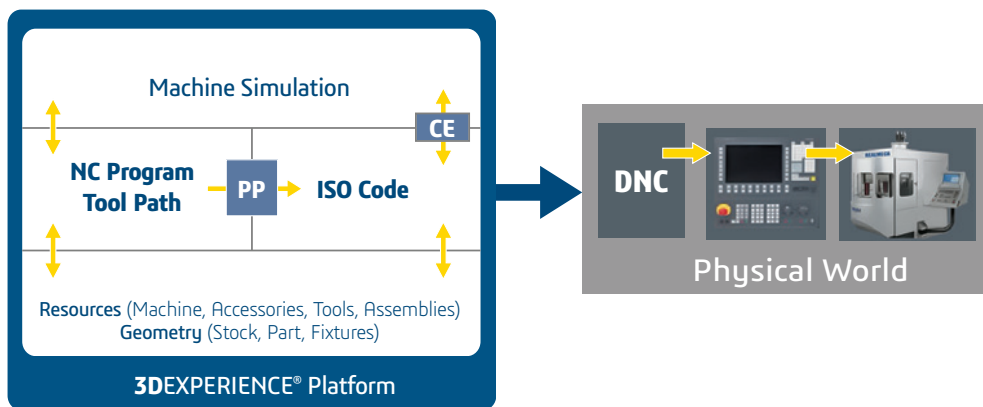 Machine Simulation
CE
NC Program
Tool Path
PP
ISO Code
Resources (Machine, Accessories, Tools, Assemblies)
Geometry (Stock, Part, Fixtures)
3DEXPERIENCE® Platform
DNC
Physical World